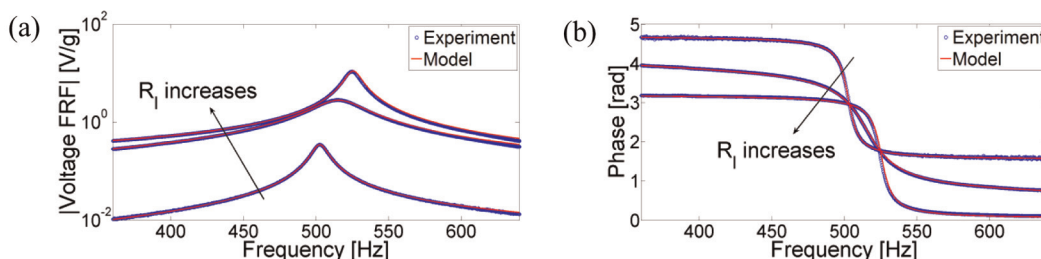 (a)
|Voltage FRF| [V/g]
10^2
10^0
10^-2
R_l increases
Experiment
Model
400 450 500 550 600
Frequency [Hz]
(b)
Phase [rad]
5
4
3
2
1
0
R_l increases
Experiment
Model
400 450 500 550 600
Frequency [Hz]